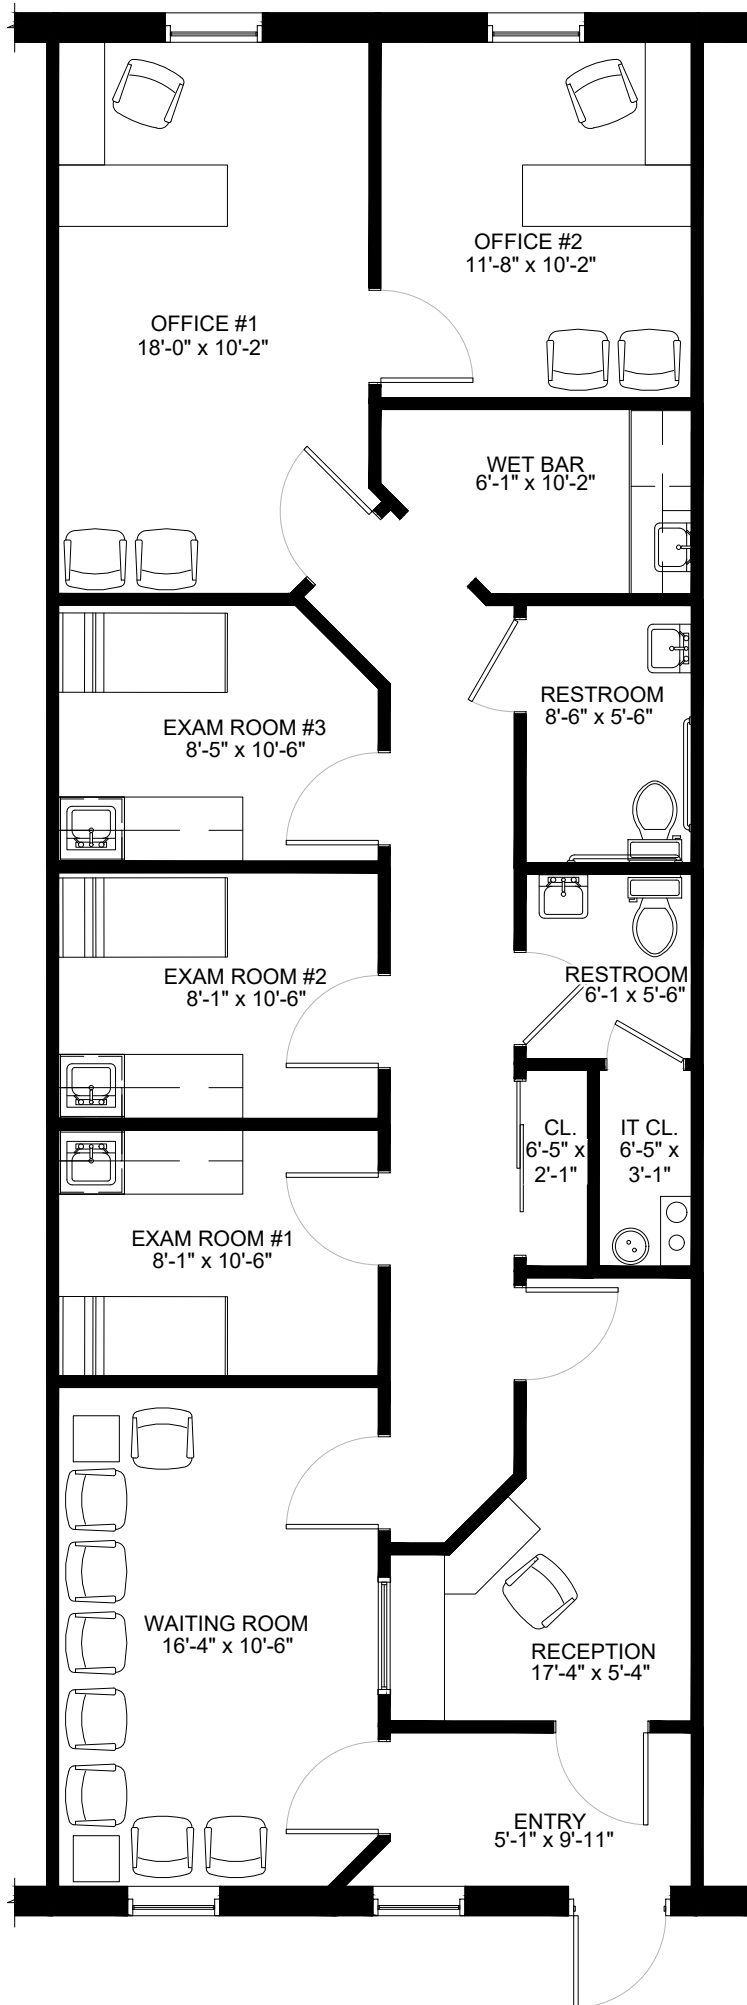 OFFICE #2
11'-8" x 10'-2"
OFFICE #1
18'-0" x 10'-2"
WET BAR
6'-1" x 10'-2"
RESTROOM
8'-6" x 5'-6"
EXAM ROOM #3
8'-5" x 10'-6"
EXAM ROOM #2
8'-1" x 10'-6"
RESTROOM
6'-1 x 5'-6"
CL.
6'-5" x
2'-1"
IT CL.
6'-5" x
3'-1"
EXAM ROOM #1
8'-1" x 10'-6"
WAITING ROOM
16'-4" x 10'-6"
RECEPTION
17'-4" x 5'-4"
ENTRY
5'-1" x 9'-11"